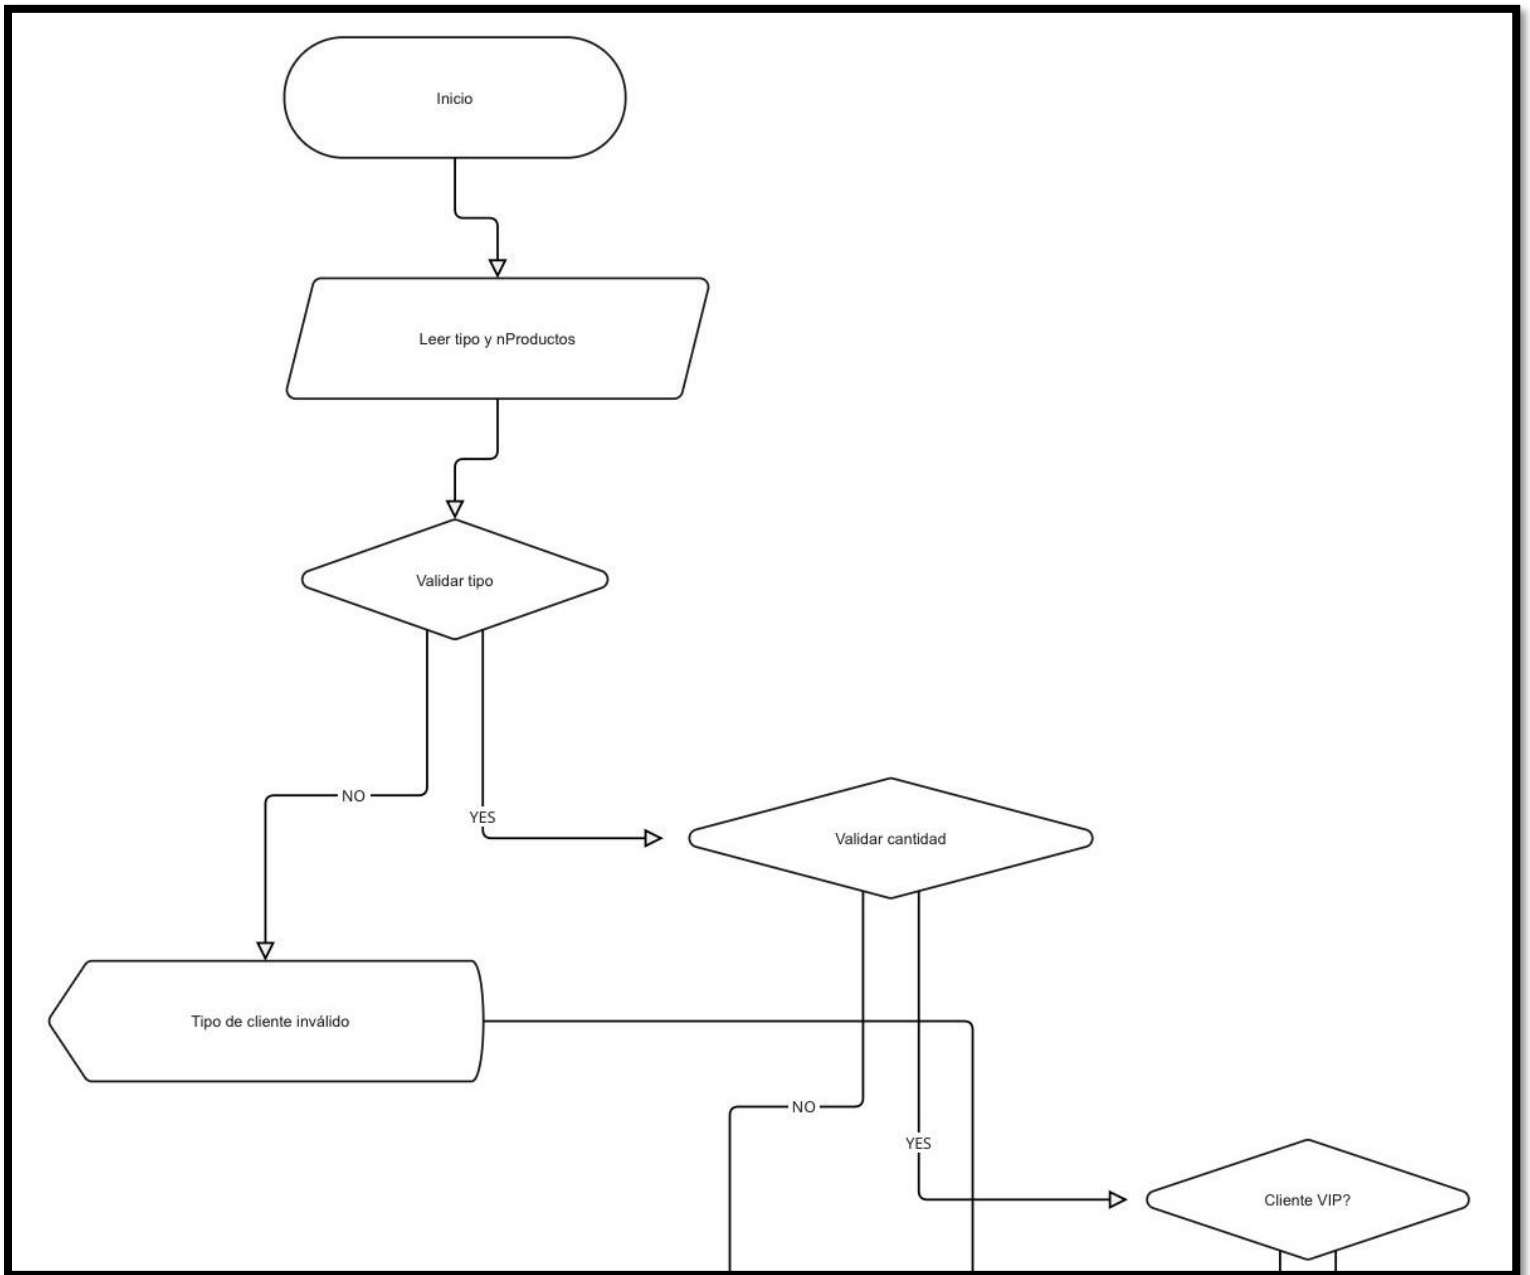 Inicio
Leer tipo y nProductos
Validar tipo
NO
YES
Validar cantidad
Tipo de cliente inválido
NO
YES
Cliente VIP?